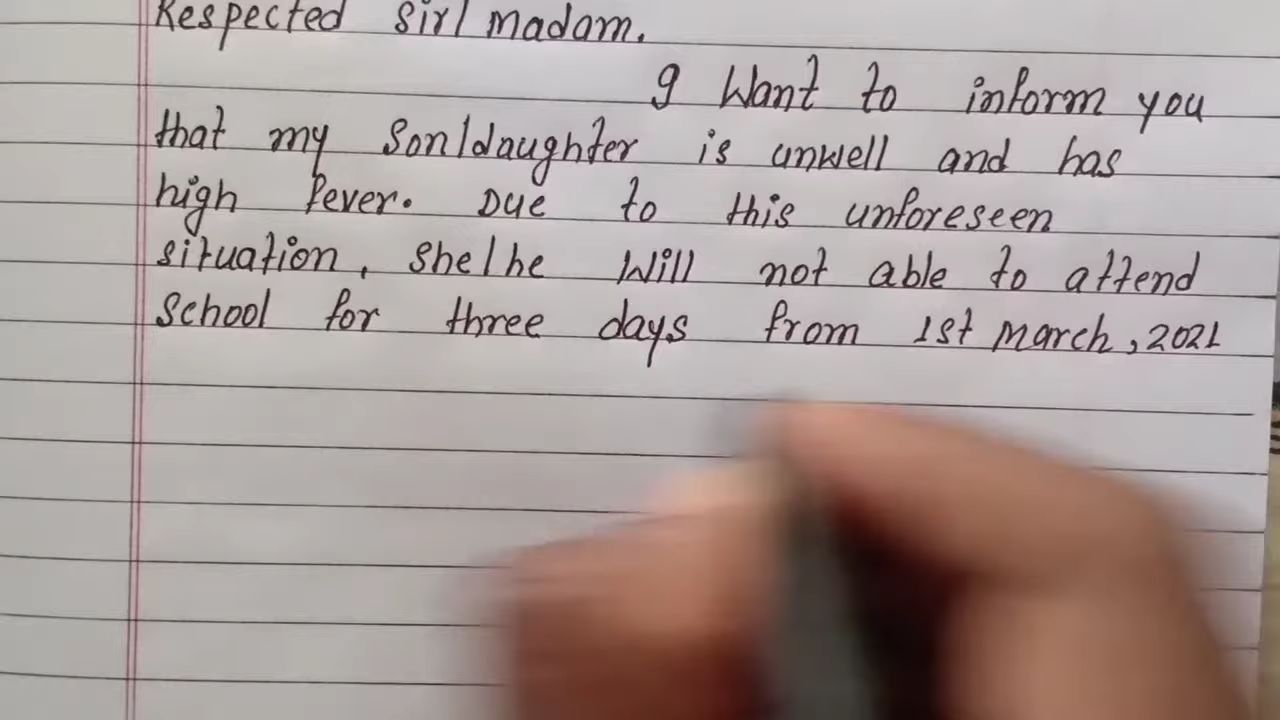 Respected sir/madam.
I Want to inform you
that my Son/daughter is unwell and has
high fever. Due to this unforeseen
situation, she/he Will not able to attend
School for three days from 1st March, 2021